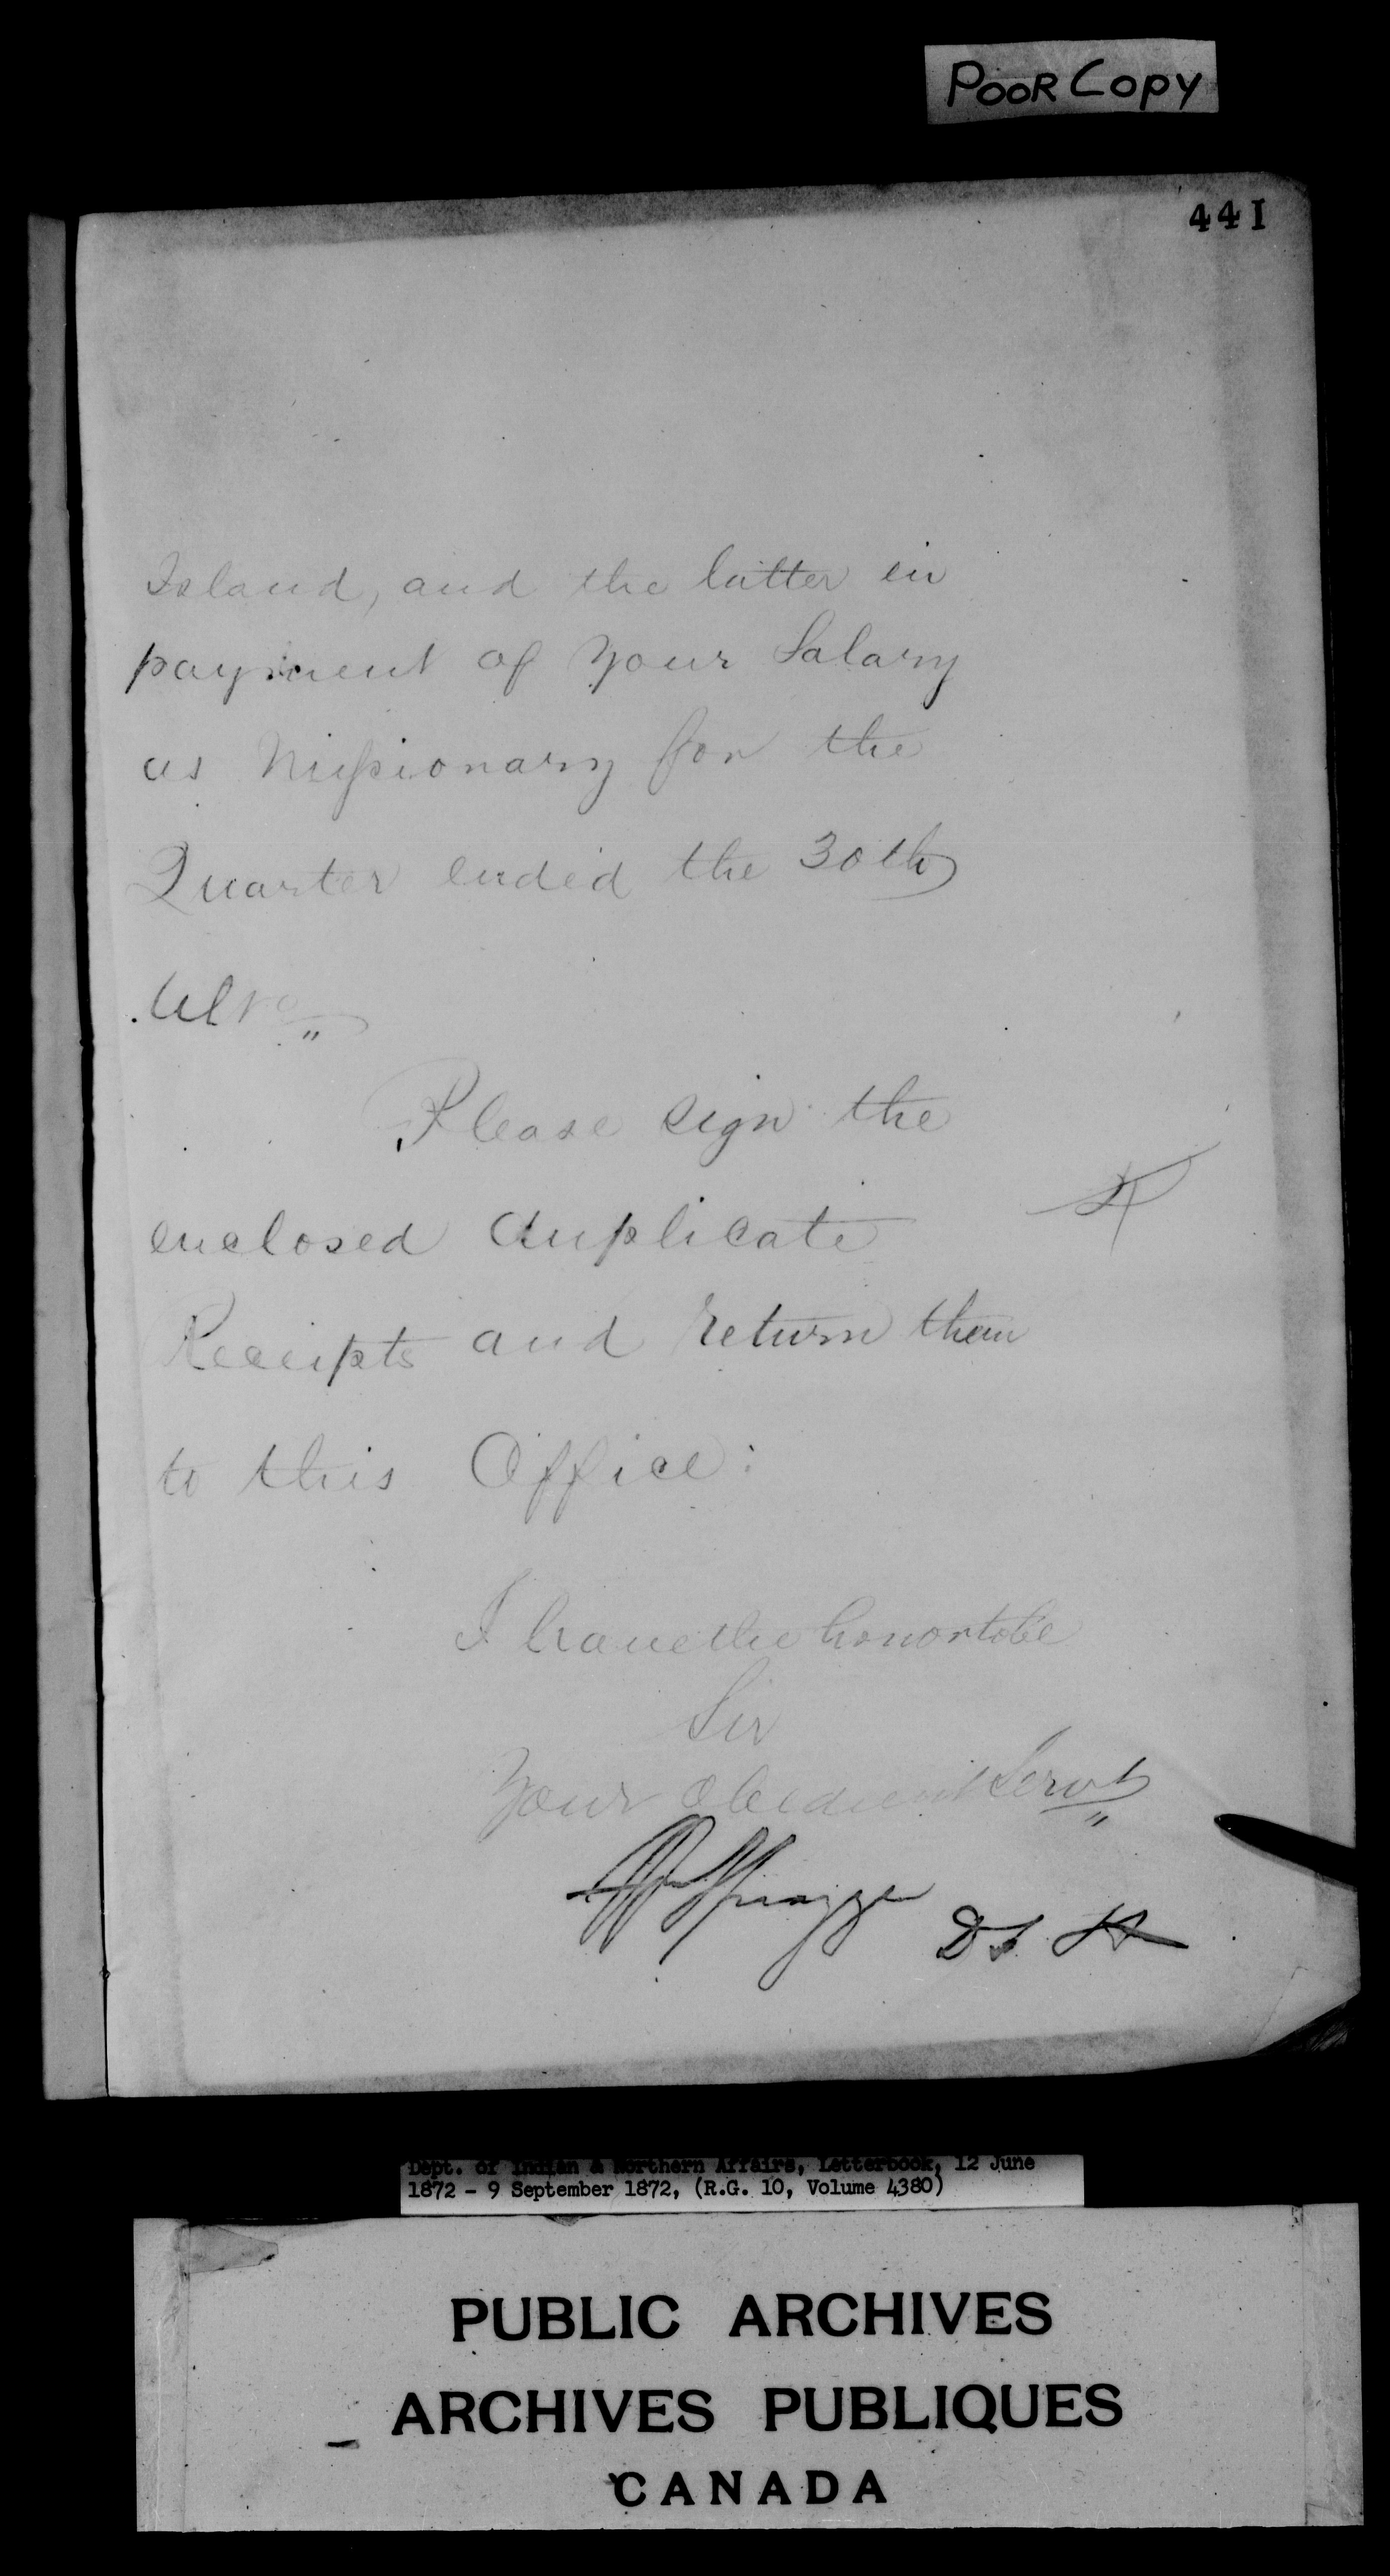 POOR COPY
441
Island, and the latter in
payment of your Salary
as Missionary for the
Quarter ended the 30th
Ulto
Please sign the
enclosed duplicate
Receipts and return them
to this Office:
I have the honor to be
Sir
Your obedient Servt
Spragge
Dept. of Indian & Northern Affairs, Letterbook, 12 June
1872 - 9 September 1872, (R.G. 10, Volume 4380)
PUBLIC ARCHIVES
ARCHIVES PUBLIQUES
CANADA